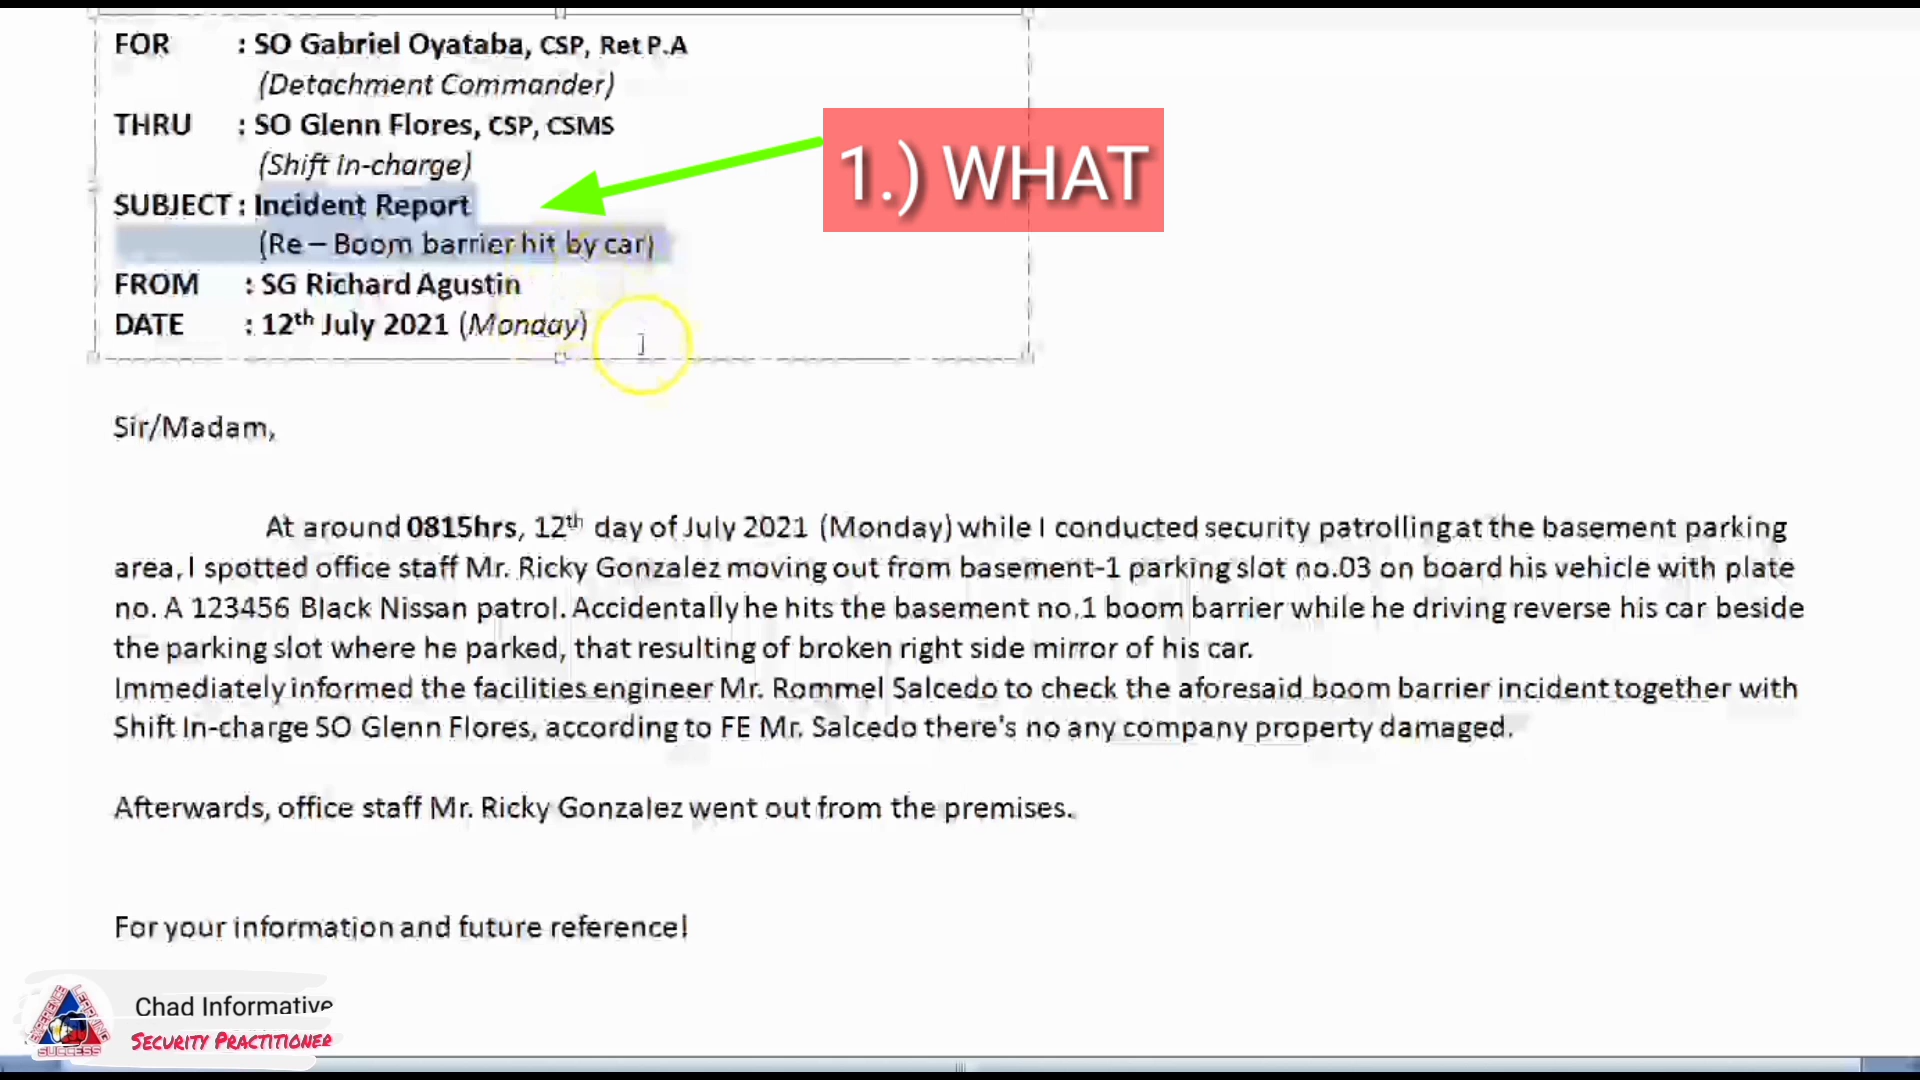 FOR : SO Gabriel Oyataba, CSP, Ret P.A
(Detachment Commander)
THRU : SO Glenn Flores, CSP, CSMS
(Shift In-charge)
SUBJECT : Incident Report
(Re – Boom barrier hit by car)
FROM : SG Richard Agustin
DATE : 12th July 2021 (Monday)
1.) WHAT
Sir/Madam,
At around 0815hrs, 12th day of July 2021 (Monday) while I conducted security patrolling at the basement parking
area, I spotted office staff Mr. Ricky Gonzalez moving out from basement-1 parking slot no.03 on board his vehicle with plate
no. A 123456 Black Nissan patrol. Accidentally he hits the basement no.1 boom barrier while he driving reverse his car beside
the parking slot where he parked, that resulting of broken right side mirror of his car.
Immediately informed the facilities engineer Mr. Rommel Salcedo to check the aforesaid boom barrier incident together with
Shift In-charge SO Glenn Flores, according to FE Mr. Salcedo there's no any company property damaged.
Afterwards, office staff Mr. Ricky Gonzalez went out from the premises.
For your information and future reference!
Chad Informative
SECURITY PRACTITIONER
EXPERIENCE LEARNING
SUCCESS